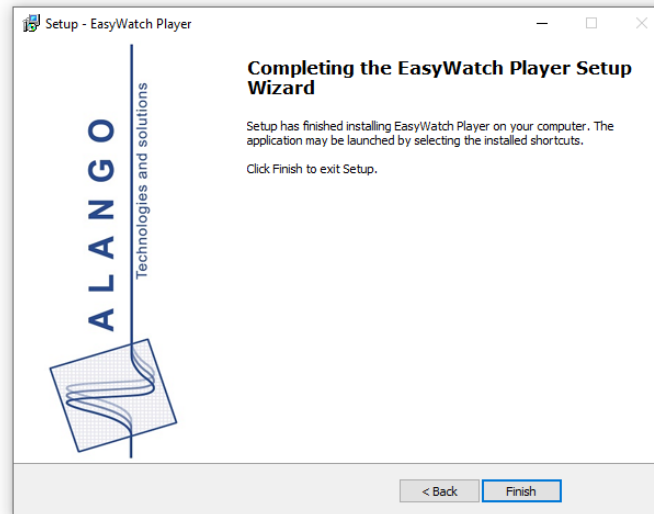 Setup - EasyWatch Player
Completing the EasyWatch Player Setup
Wizard
Setup has finished installing EasyWatch Player on your computer. The
application may be launched by selecting the installed shortcuts.
Click Finish to exit Setup.
ALANGO
Technologies and solutions
< Back
Finish